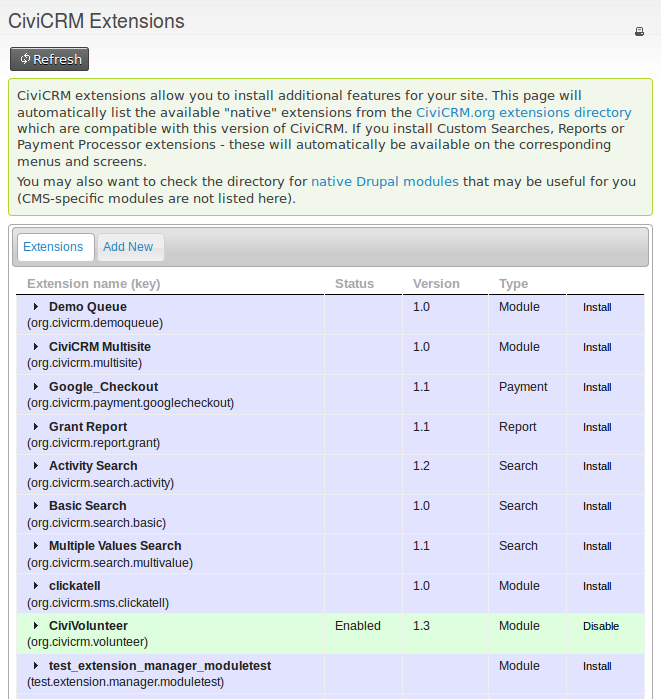 CiviCRM Extensions
Refresh
CiviCRM extensions allow you to install additional features for your site. This page will
automatically list the available "native" extensions from the CiviCRM.org extensions directory
which are compatible with this version of CiviCRM. If you install Custom Searches, Reports or
Payment Processor extensions - these will automatically be available on the corresponding
menus and screens.
You may also want to check the directory for native Drupal modules that may be useful for you
(CMS-specific modules are not listed here).
Extensions Add New
Extension name (key) Status Version Type
Demo Queue 1.0 Module Install
(org.civicrm.demoqueue)
CiviCRM Multisite 1.0 Module Install
(org.civicrm.multisite)
Google_Checkout 1.1 Payment Install
(org.civicrm.payment.googlecheckout)
Grant Report 1.1 Report Install
(org.civicrm.report.grant)
Activity Search 1.2 Search Install
(org.civicrm.search.activity)
Basic Search 1.0 Search Install
(org.civicrm.search.basic)
Multiple Values Search 1.1 Search Install
(org.civicrm.search.multivalue)
clickatell 1.0 Module Install
(org.civicrm.sms.clickatell)
CiviVolunteer Enabled 1.3 Module Disable
(org.civicrm.volunteer)
test_extension_manager_moduletest Module Install
(test.extension.manager.moduletest)